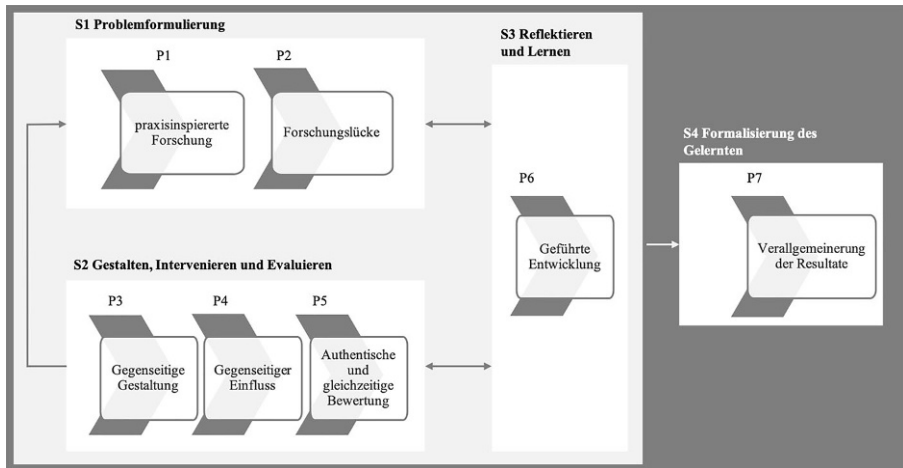 S1 Problemformulierung
P1
P2
praxisinspiererte
Forschung
Forschungslücke
S2 Gestalten, Intervenieren und Evaluieren
P3
P4
P5
Gegenseitige
Gestaltung
Gegenseitiger
Einfluss
Authentische
und
gleichzeitige
Bewertung
S3 Reflektieren
und Lernen
P6
Geführte
Entwicklung
S4 Formalisierung des
Gelernten
P7
Verallgemeinerung
der Resultate